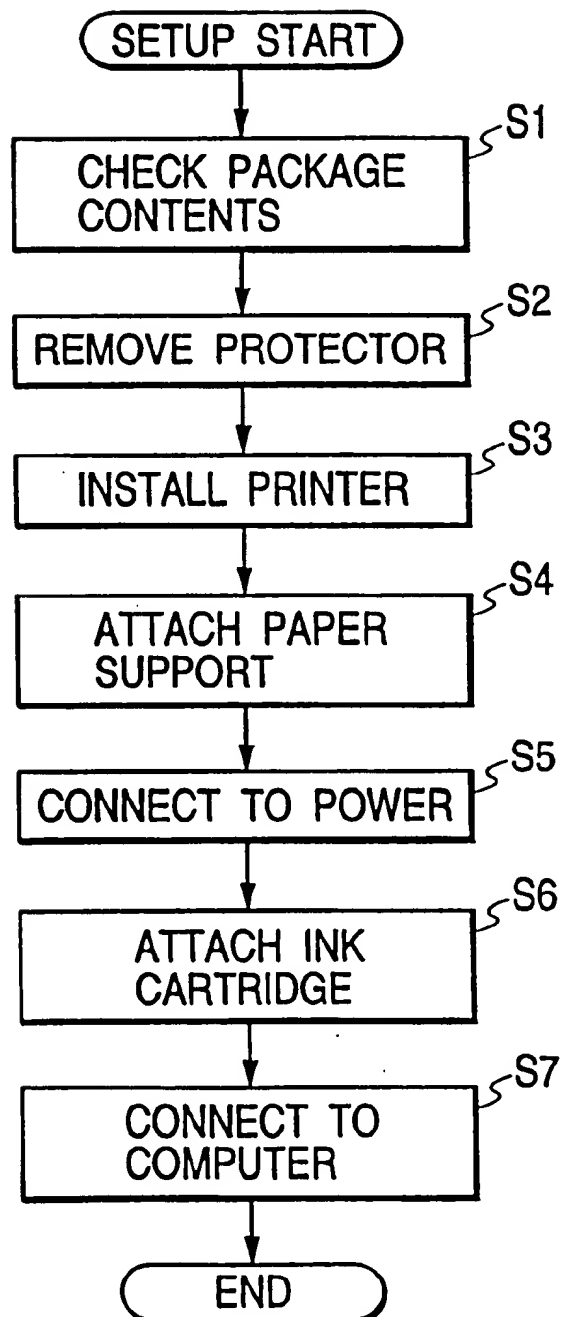 SETUP START
S1
CHECK PACKAGE
CONTENTS
S2
REMOVE PROTECTOR
S3
INSTALL PRINTER
S4
ATTACH PAPER
SUPPORT
S5
CONNECT TO POWER
S6
ATTACH INK
CARTRIDGE
S7
CONNECT TO
COMPUTER
END